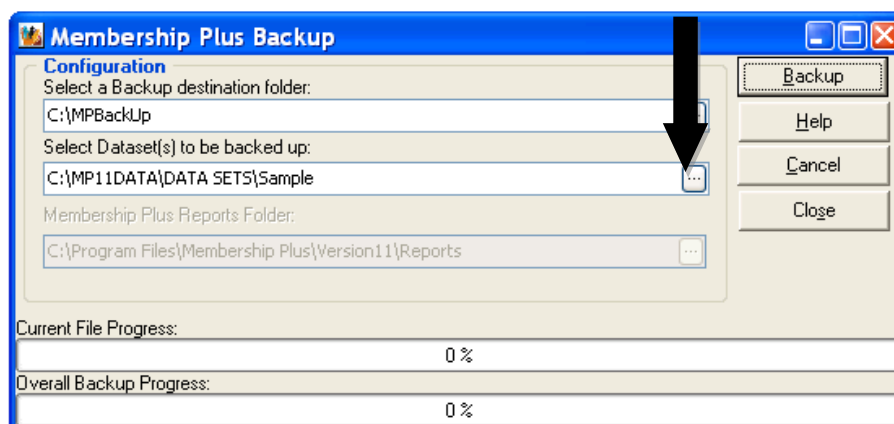 Membership Plus Backup
Configuration
Select a Backup destination folder:
C:\MPBackUp
Select Dataset(s) to be backed up:
C:\MP11DATA\DATA SETS\Sample
...
Membership Plus Reports Folder:
C:\Program Files\Membership Plus\Version11\Reports
...
Backup
Help
Cancel
Close
Current File Progress:
0 %
Overall Backup Progress:
0 %